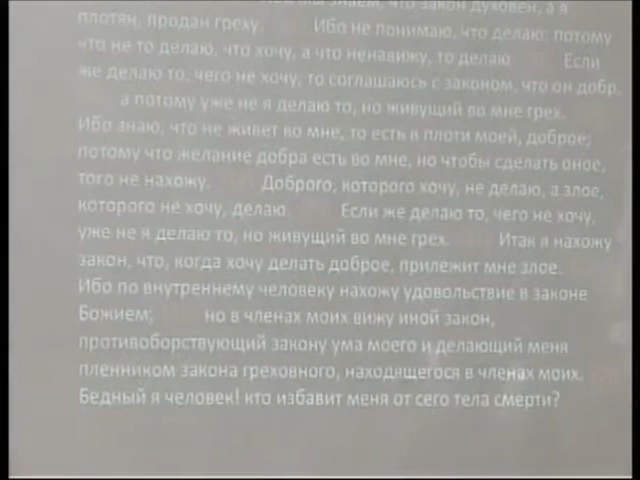 мы знаем, что закон духовен, а я
плотян, продан греху. Ибо не понимаю, что делаю: потому
что не то делаю, что хочу, а что ненавижу, то делаю Если
же делаю то, чего не хочу, то соглашаюсь с законом, что он добр,
а потому уже не я делаю то, но живущий во мне грех.
Ибо знаю, что не живет во мне, то есть в плоти моей, доброе;
потому что желание добра есть во мне, но чтобы сделать оное,
того не нахожу. Доброго, которого хочу, не делаю, а злое,
которого не хочу, делаю. Если же делаю то, чего не хочу,
уже не я делаю то, но живущий во мне грех. Итак я нахожу
закон, что, когда хочу делать доброе, прилежит мне злое.
Ибо по внутреннему человеку нахожу удовольствие в законе
Божием; но в членах моих вижу иной закон,
противоборствующий закону ума моего и делающий меня
пленником закона греховного, находящегося в членах моих.
Бедный я человек! кто избавит меня от сего тела смерти?